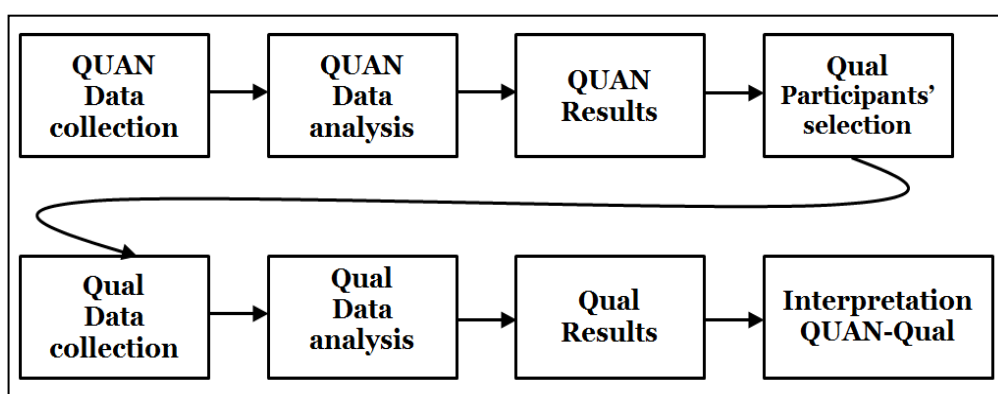 QUAN
Data
collection
QUAN
Data
analysis
QUAN
Results
Qual
Participants’
selection
Qual
Data
collection
Qual
Data
analysis
Qual
Results
Interpretation
QUAN-Qual